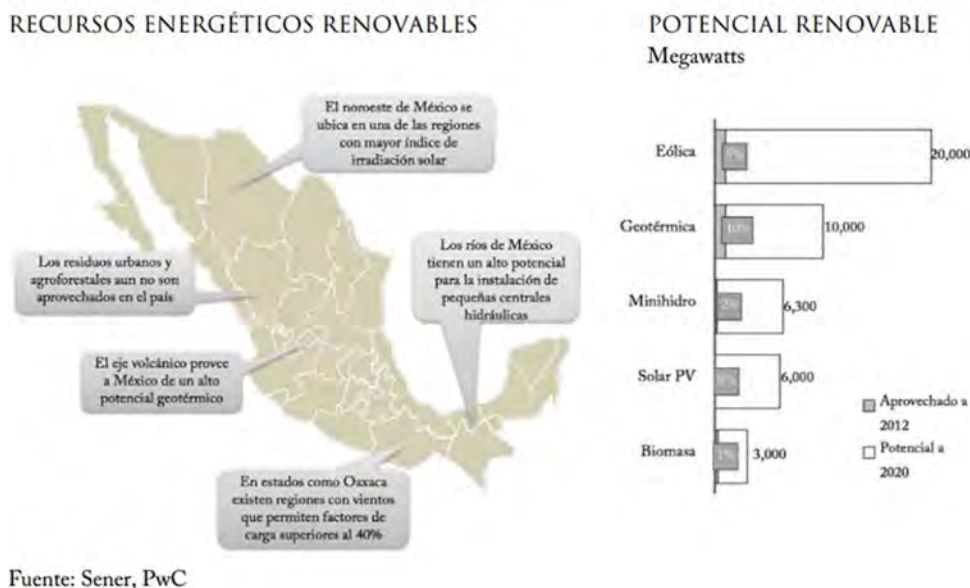 RECURSOS ENERGÉTICOS RENOVABLES
El noroeste de México se
ubica en una de las regiones
con mayor índice de
irradiación solar
Los residuos urbanos y
agroforestales aun no son
aprovechados en el país
Los ríos de México
tienen un alto potencial
para la instalación de
pequeñas centrales
hidráulicas
El eje volcánico provee
a México de un alto
potencial geotérmico
En estados como Oaxaca
existen regiones con vientos
que permiten factores de
carga superiores al 40%
Fuente: Sener, PwC
POTENCIAL RENOVABLE
Megawatts
Eólica
20,000
Geotérmica
10%
10,000
Minihidro
2%
6,300
Solar PV
6,000
Biomasa
3,000
Aprovechado a
2012
Potencial a
2020